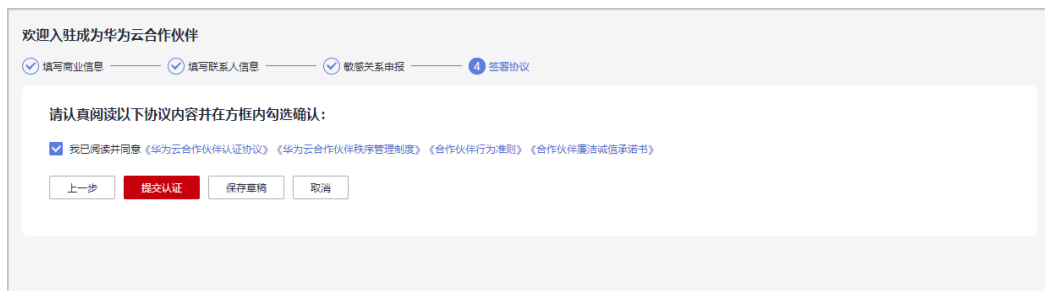 欢迎入驻成为华为云合作伙伴
填写商业信息 填写联系人信息 敏感关系申报 4 签署协议
请认真阅读以下协议内容并在方框内勾选确认：
我已阅读并同意《华为云合作伙伴认证协议》《华为云合作伙伴秩序管理制度》《合作伙伴行为准则》《合作伙伴廉洁诚信承诺书》
上一步 提交认证 保存草稿 取消